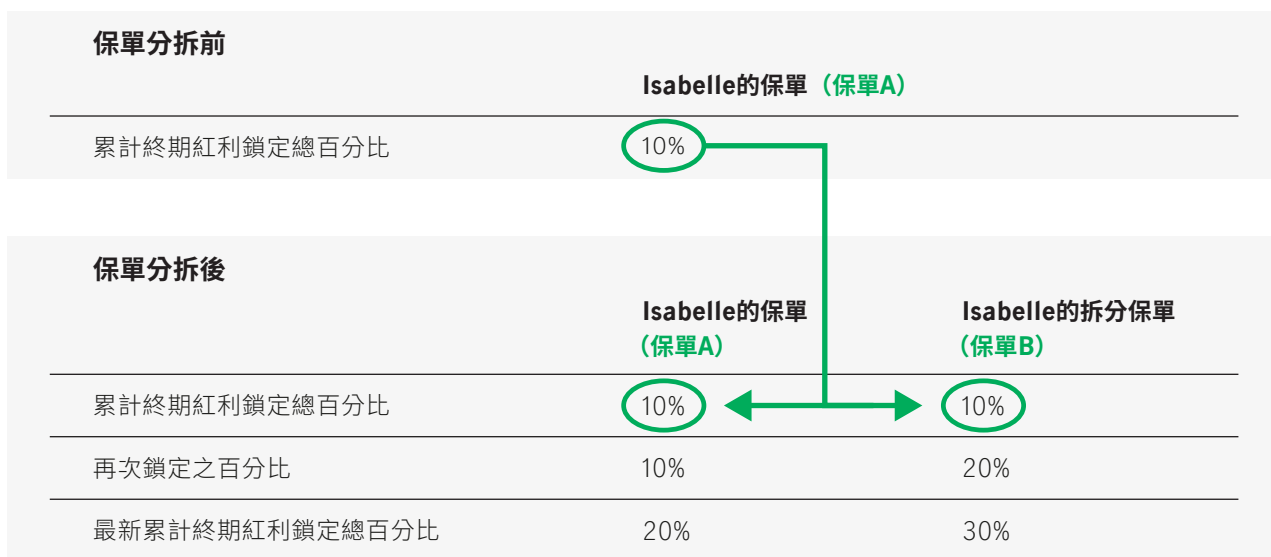 保單分拆前
Isabelle的保單（保單A）
累計終期紅利鎖定總百分比 10%
保單分拆後
Isabelle的保單 Isabelle的拆分保單
（保單A） （保單B）
累計終期紅利鎖定總百分比 10% 10%
再次鎖定之百分比 10% 20%
最新累計終期紅利鎖定總百分比 20% 30%